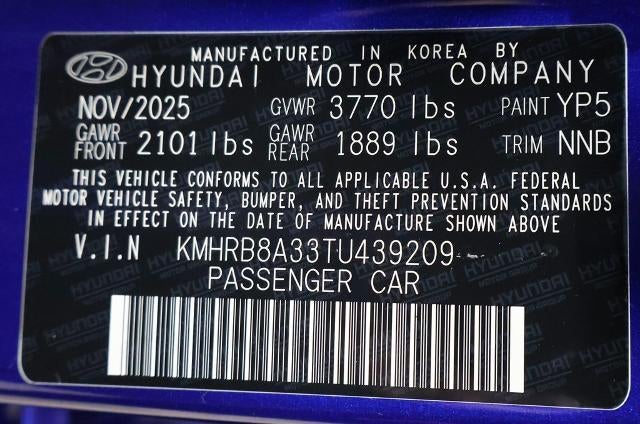 MANUFACTURED IN KOREA BY
HYUNDAI MOTOR COMPANY
NOV/2025 GVWR 3770 lbs PAINT YP5
GAWR FRONT 2101 lbs GAWR REAR 1889 lbs TRIM NNB
THIS VEHICLE CONFORMS TO ALL APPLICABLE U.S.A. FEDERAL
MOTOR VEHICLE SAFETY, BUMPER, AND THEFT PREVENTION STANDARDS
IN EFFECT ON THE DATE OF MANUFACTURE SHOWN ABOVE
V.I.N KMHRB8A33TU439209
PASSENGER CAR